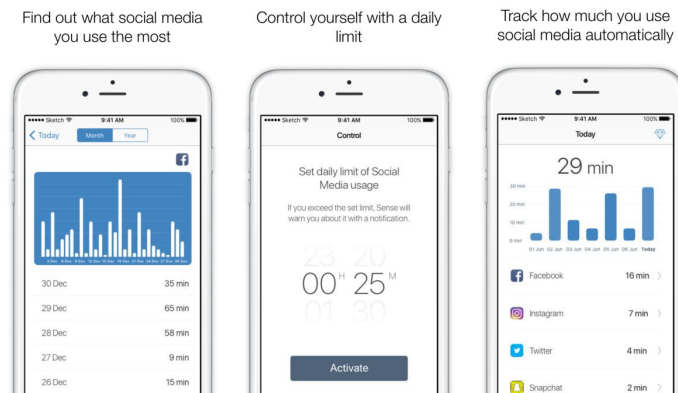 Find out what social media
you use the most
Control yourself with a daily
limit
Track how much you use
social media automatically
Sketch
9:41 AM
100%
Today
Month
Year
30 Dec
35 min
29 Dec
65 min
28 Dec
58 min
27 Dec
9 min
26 Dec
15 min
Sketch
9:41 AM
100%
Control
Set daily limit of Social
Media usage
If you exceed the set limit, Sense will
warn you about it with a notification.
23 20
00 H 25 M
01 30
Activate
Sketch
9:41 AM
100%
Today
29 min
30 min
20 min
10 min
0 min
01 Jun 02 Jun 03 Jun 04 Jun 05 Jun 06 Jun Today
Facebook
16 min
Instagram
7 min
Twitter
4 min
Snapchat
2 min